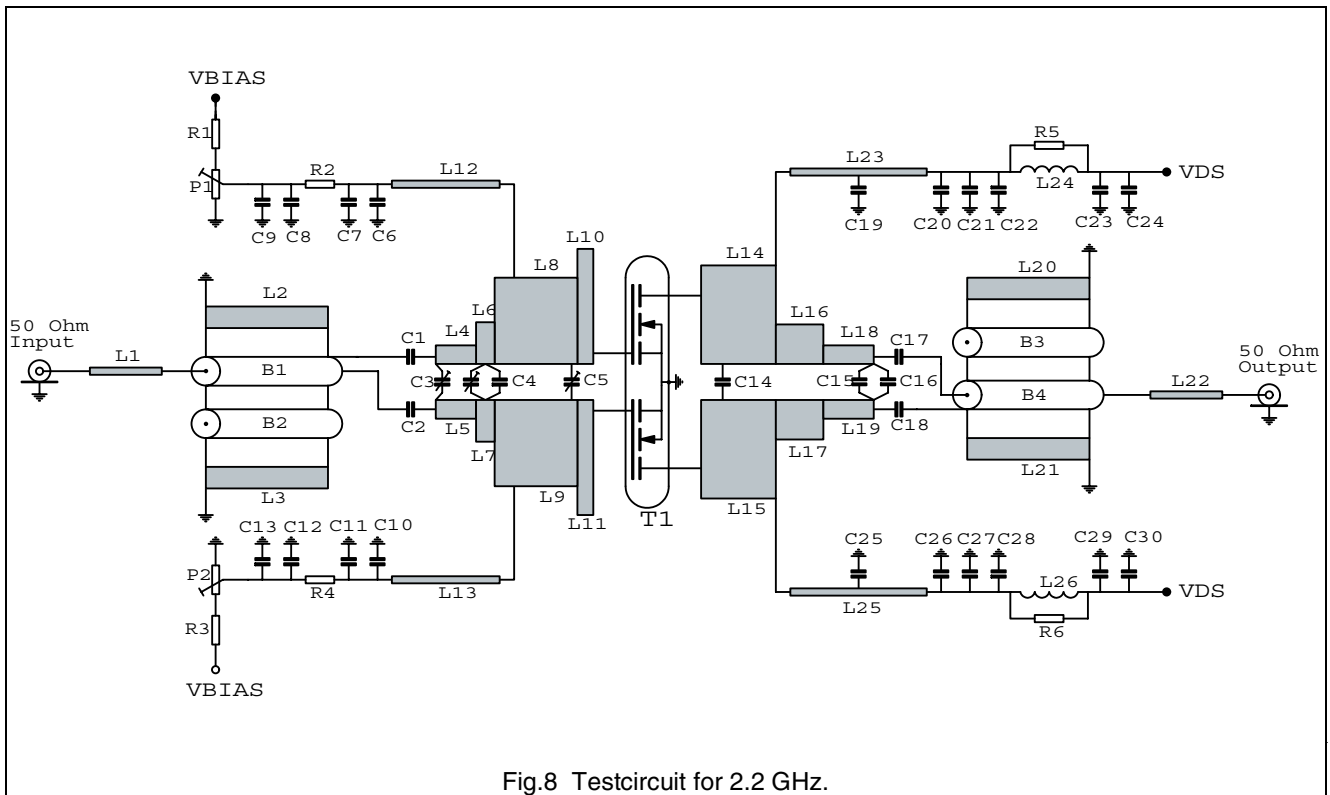 VBIAS
R1
P1
R2
L12
C9
C8
C7
C6
L2
50 Ohm
Input
L1
B1
B2
L3
C1
C2
C3
L4
L6
C4
L8
L10
C5
L5
L7
L9
L11
T1
C13
C12
C11
C10
P2
R4
L13
R3
VBIAS
L23
R5
L24
VDS
C19
C20
C21
C22
C23
C24
L14
L16
L18
C17
C14
C15
C16
L15
L17
L19
C18
L20
B3
B4
L21
L22
50 Ohm
Output
C25
C26
C27
C28
C29
C30
L25
L26
R6
VDS
Fig.8 Testcircuit for 2.2 GHz.